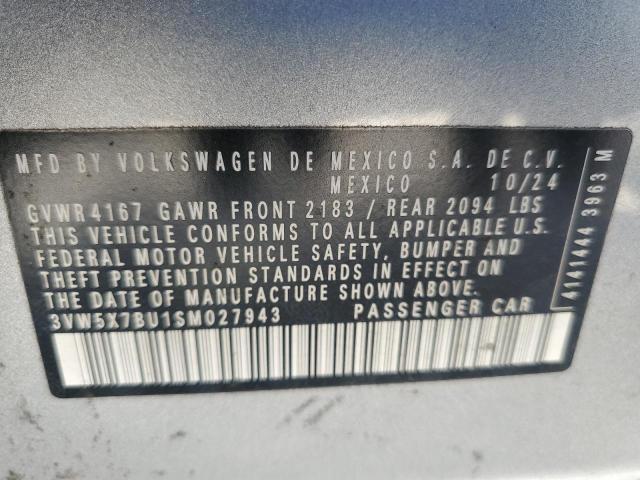 MFD BY VOLKSWAGEN DE MEXICO S.A. DE C.V.
MEXICO 10/24
GVWR 4167 GAWR FRONT 2183 / REAR 2094 LBS
THIS VEHICLE CONFORMS TO ALL APPLICABLE U.S.
FEDERAL MOTOR VEHICLE SAFETY, BUMPER AND
THEFT PREVENTION STANDARDS IN EFFECT ON
THE DATE OF MANUFACTURE SHOWN ABOVE.
3VW5X7BU1SM027943 PASSENGER CAR
4141444 3963 M